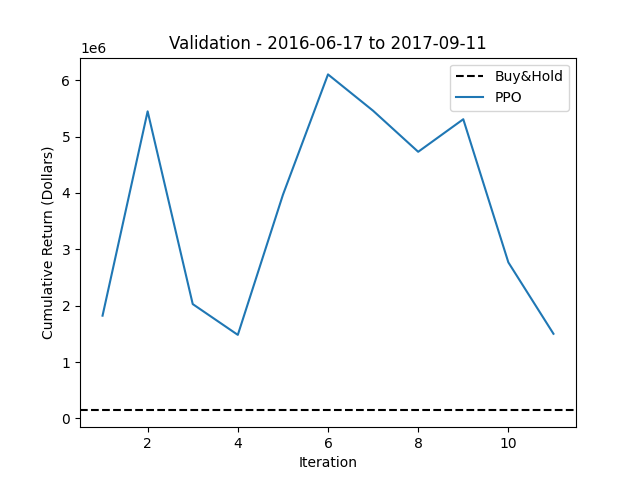 Validation - 2016-06-17 to 2017-09-11
1e6
Buy&Hold
PPO
6
5
4
3
2
1
0
Cumulative Return (Dollars)
2 4 6 8 10
Iteration